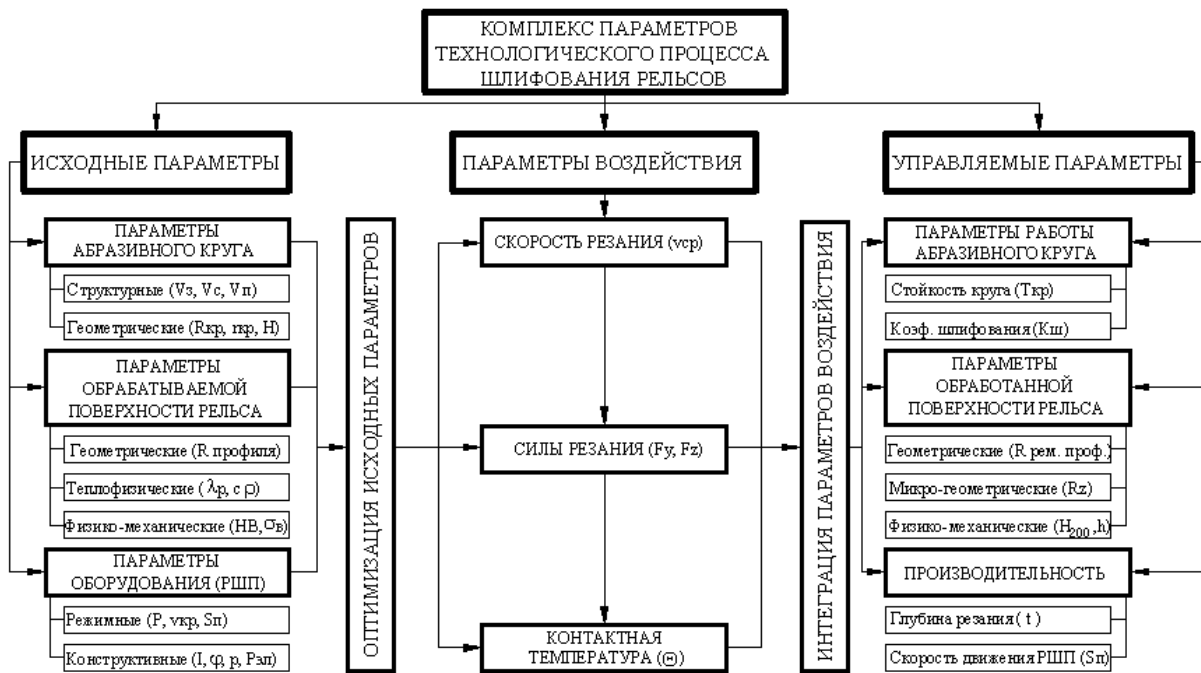 КОМПЛЕКС ПАРАМЕТРОВ
ТЕХНОЛОГИЧЕСКОГО ПРОЦЕССА
ШЛИФОВАНИЯ РЕЛЬСОВ
ИСХОДНЫЕ ПАРАМЕТРЫ
ПАРАМЕТРЫ ВОЗДЕЙСТВИЯ
УПРАВЛЯЕМЫЕ ПАРАМЕТРЫ
ПАРАМЕТРЫ
АБРАЗИВНОГО КРУГА
Структурные (Vз, Vс, Vп)
Геометрические (Rкр, rкр, H)
ПАРАМЕТРЫ
ОБРАБАТЫВАЕМОЙ
ПОВЕРХНОСТИ РЕЛЬСА
Геометрические (R профиля)
Теплофизические (λр, c ρ)
Физико-механические (HB, σв)
ПАРАМЕТРЫ
ОБОРУДОВАНИЯ (РШП)
Режимные (P, vкр, Sп)
Конструктивные (I, φ, p, Pэл)
ОПТИМИЗАЦИЯ ИСХОДНЫХ ПАРАМЕТРОВ
СКОРОСТЬ РЕЗАНИЯ (vср)
СИЛЫ РЕЗАНИЯ (Fy, Fz)
КОНТАКТНАЯ
ТЕМПЕРАТУРА (Θ)
ИНТЕГРАЦИЯ ПАРАМЕТРОВ ВОЗДЕЙСТВИЯ
ПАРАМЕТРЫ РАБОТЫ
АБРАЗИВНОГО КРУГА
Стойкость круга (Tкр)
Коэф. шлифования (Kш)
ПАРАМЕТРЫ
ОБРАБОТАННОЙ
ПОВЕРХНОСТИ РЕЛЬСА
Геометрические (R рем. проф.)
Микро-геометрические (Rz)
Физико-механические (H200, h)
ПРОИЗВОДИТЕЛЬНОСТЬ
Глубина резания ( t )
Скорость движения РШП (Sп)